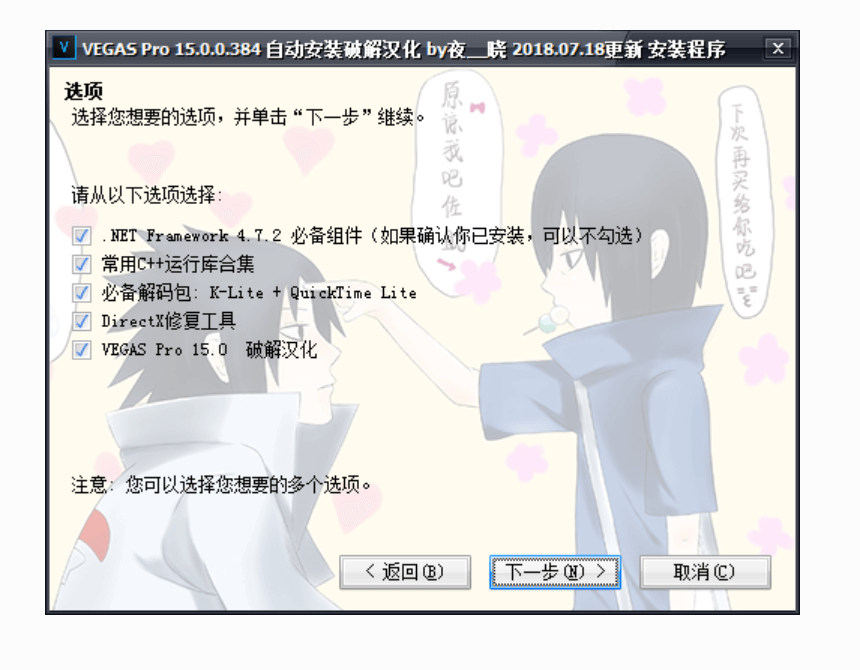 V VEGAS Pro 15.0.0.384 自动安装破解汉化 by夜__晓 2018.07.18更新 安装程序 X
选项
选择您想要的选项，并单击“下一步”继续。
原谅我吧佐助
下次再买给你吃吧
请从以下选项选择:
.NET Framework 4.7.2 必备组件（如果确认你已安装，可以不勾选）
常用C++运行库合集
必备解码包: K-Lite + QuickTime Lite
DirectX修复工具
VEGAS Pro 15.0 破解汉化
注意: 您可以选择您想要的多个选项。
< 返回(B)
下一步(N) >
取消(C)